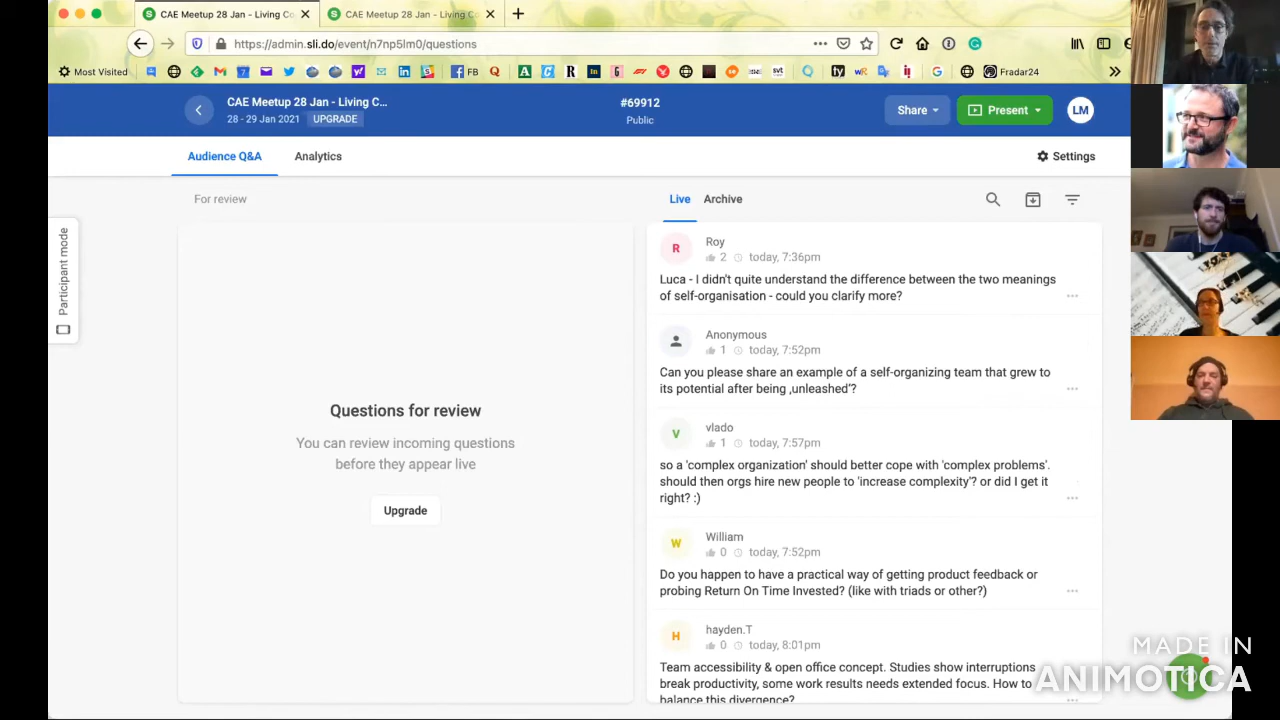 CAE Meetup 28 Jan - Living Co
CAE Meetup 28 Jan - Living Co
https://admin.sli.do/event/n7np5lm0/questions
Most Visited
FB
Fradar24
CAE Meetup 28 Jan - Living C...
28 - 29 Jan 2021 UPGRADE
#69912
Public
Share
Present
LM
Audience Q&A
Analytics
Settings
Participant mode
For review
Questions for review
You can review incoming questions
before they appear live
Upgrade
Live
Archive
R
Roy
2 today, 7:36pm
Luca - I didn't quite understand the difference between the two meanings
of self-organisation - could you clarify more?
Anonymous
1 today, 7:52pm
Can you please share an example of a self-organizing team that grew to
its potential after being ‚unleashed‘?
V
vlado
1 today, 7:57pm
so a 'complex organization' should better cope with 'complex problems'.
should then orgs hire new people to 'increase complexity'? or did I get it
right? :)
W
William
0 today, 7:52pm
Do you happen to have a practical way of getting product feedback or
probing Return On Time Invested? (like with triads or other?)
H
hayden.T
0 today, 8:01pm
Team accessibility & open office concept. Studies show interruptions
break productivity, some work results needs extended focus. How to
balance this divergence?
MADE IN
ANIMOTICA